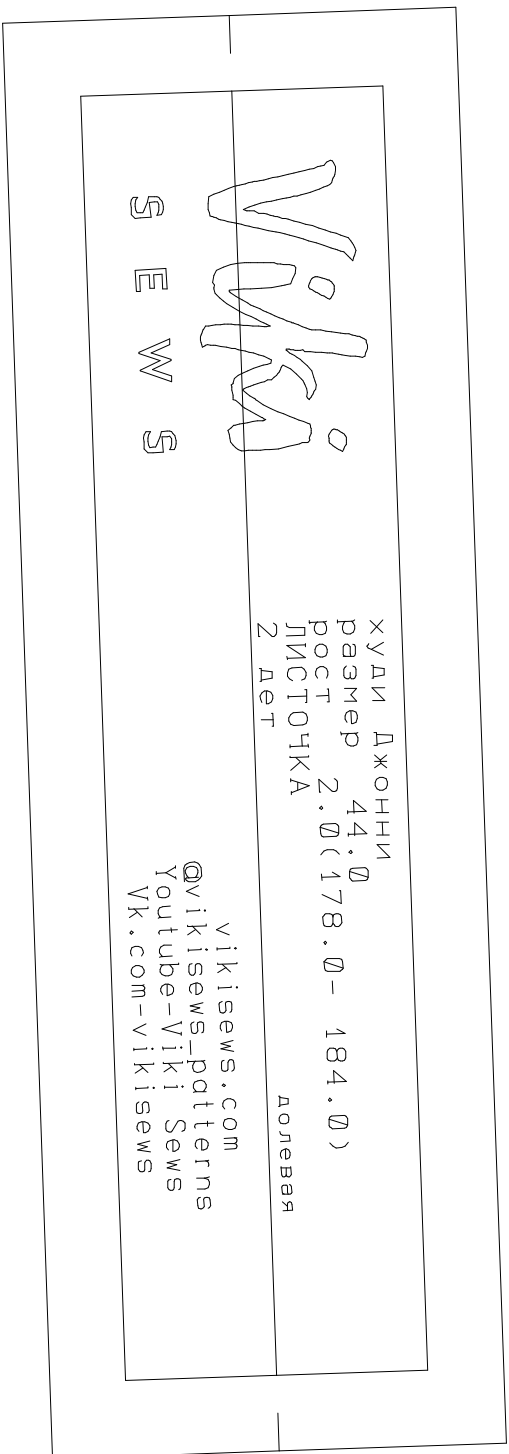 Viki
SEWS
худи Джонни
размер 44.0
рост 2.0(178.0- 184.0)
ЛИСТОЧКА
2 дет
долевая
vikisews.com
@vikisews_patterns
Youtube-Viki Sews
Vk.com-vikisews